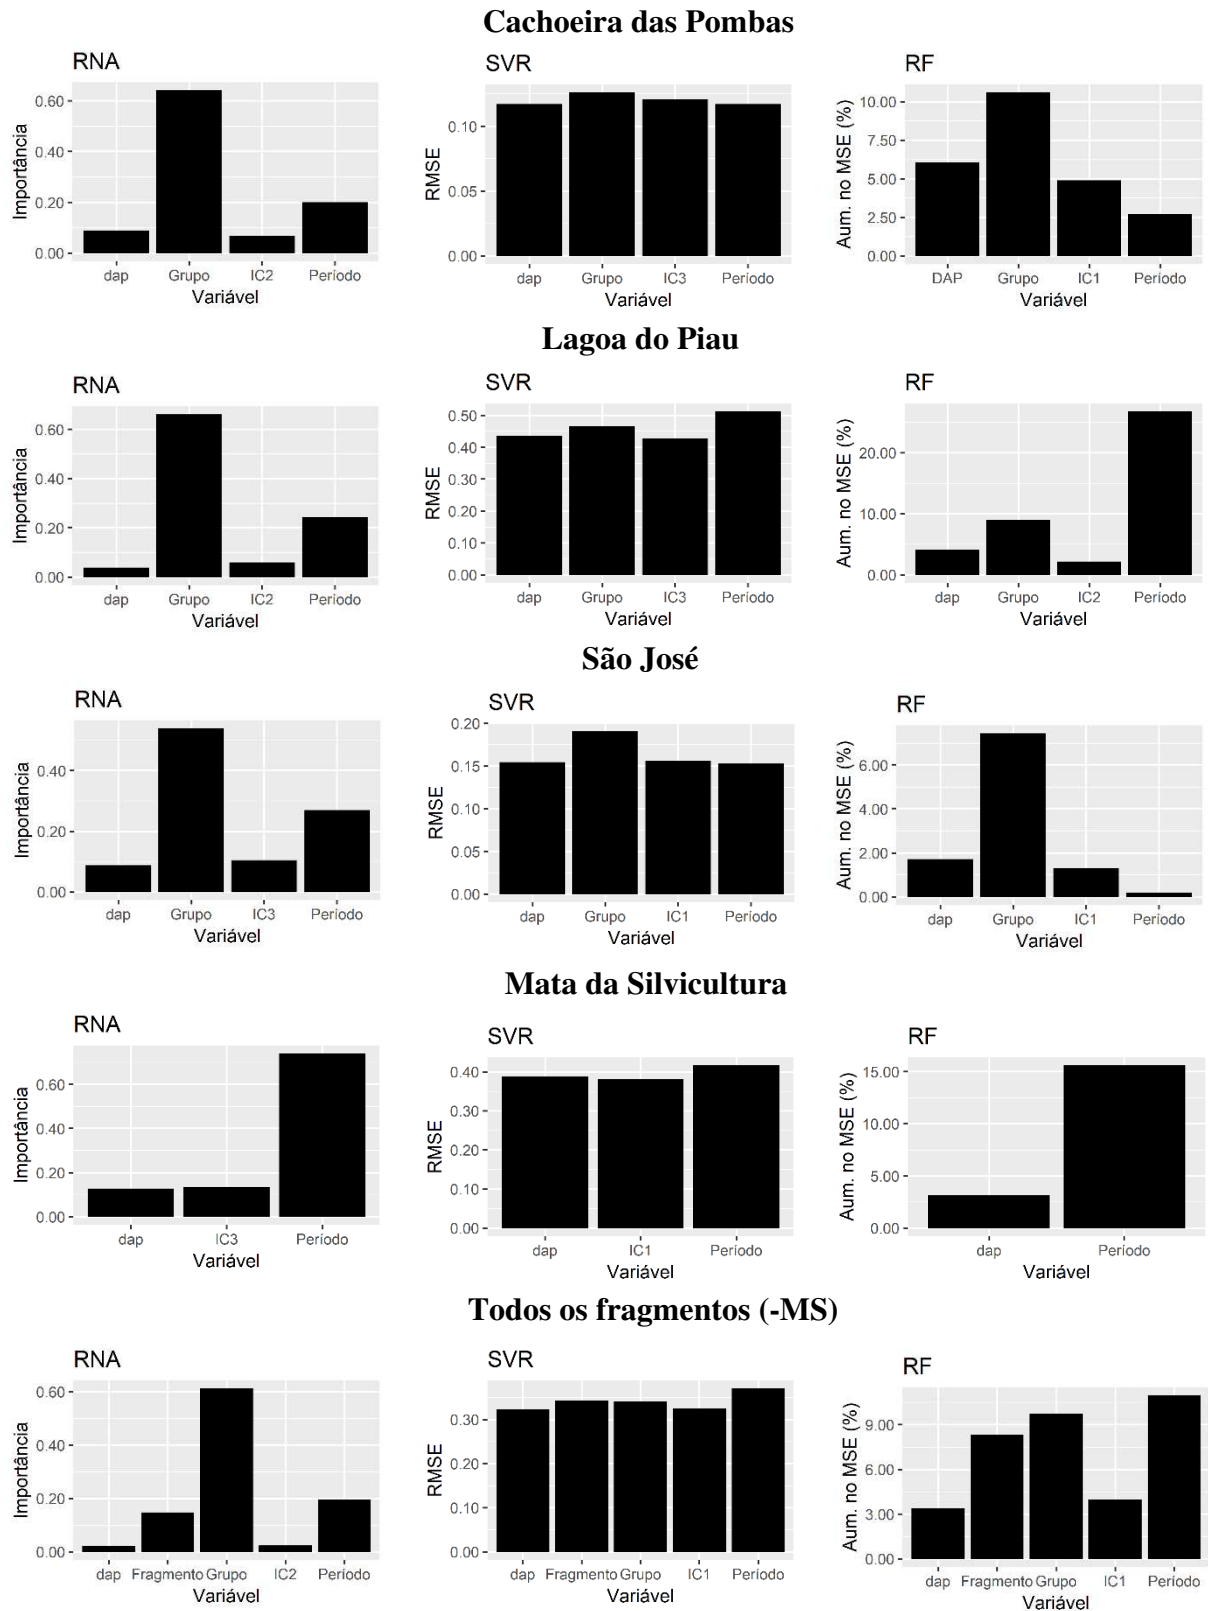 Cachoeira das Pombas
RNA
Importância
0.60
0.40
0.20
0.00
dap Grupo IC2 Período
Variável
SVR
RMSE
0.10
0.05
0.00
dap Grupo IC3 Período
Variável
RF
Aum. no MSE (%)
10.00
7.50
5.00
2.50
0.00
DAP Grupo IC1 Período
Variável
Lagoa do Piau
RNA
Importância
0.60
0.40
0.20
0.00
dap Grupo IC2 Período
Variável
SVR
RMSE
0.50
0.40
0.30
0.20
0.10
0.00
dap Grupo IC3 Período
Variável
RF
Aum. no MSE (%)
20.00
10.00
0.00
dap Grupo IC2 Período
Variável
São José
RNA
Importância
0.40
0.20
0.00
dap Grupo IC3 Período
Variável
SVR
RMSE
0.20
0.15
0.10
0.05
0.00
dap Grupo IC1 Período
Variável
RF
Aum. no MSE (%)
6.00
4.00
2.00
0.00
dap Grupo IC1 Período
Variável
Mata da Silvicultura
RNA
Importância
0.60
0.40
0.20
0.00
dap IC3 Período
Variável
SVR
RMSE
0.40
0.30
0.20
0.10
0.00
dap IC1 Período
Variável
RF
Aum. no MSE (%)
15.00
10.00
5.00
0.00
dap Período
Variável
Todos os fragmentos (-MS)
RNA
Importância
0.60
0.40
0.20
0.00
dap Fragmento Grupo IC2 Período
Variável
SVR
RMSE
0.30
0.20
0.10
0.00
dap Fragmento Grupo IC1 Período
Variável
RF
Aum. no MSE (%)
9.00
6.00
3.00
0.00
dap Fragmento Grupo IC1 Período
Variável